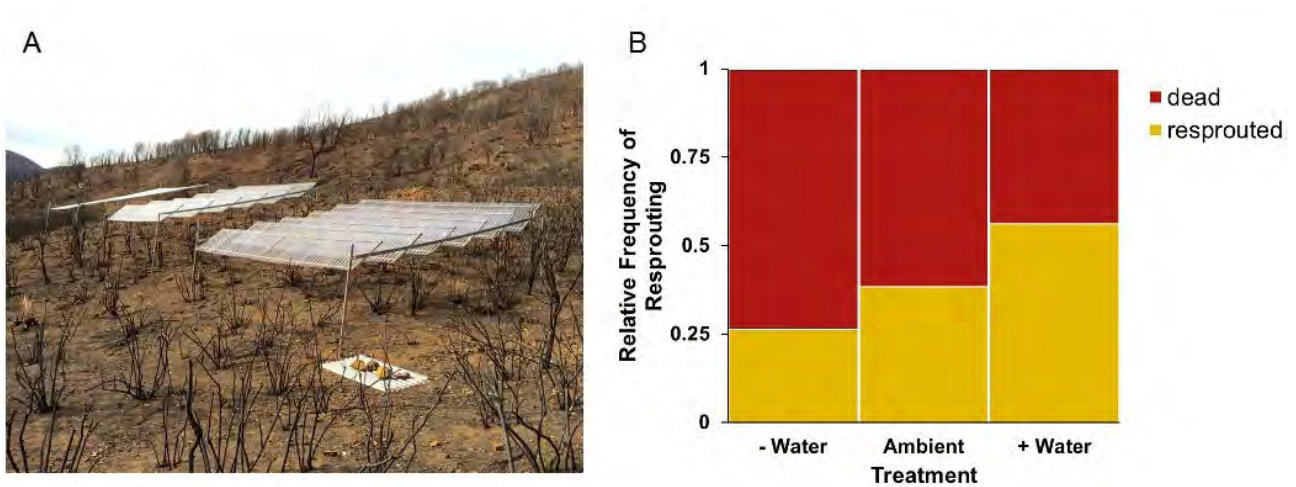 A
B
Relative Frequency of
Resprouting
1
0.75
0.5
0.25
0
- Water
Ambient
+ Water
Treatment
dead
resprouted